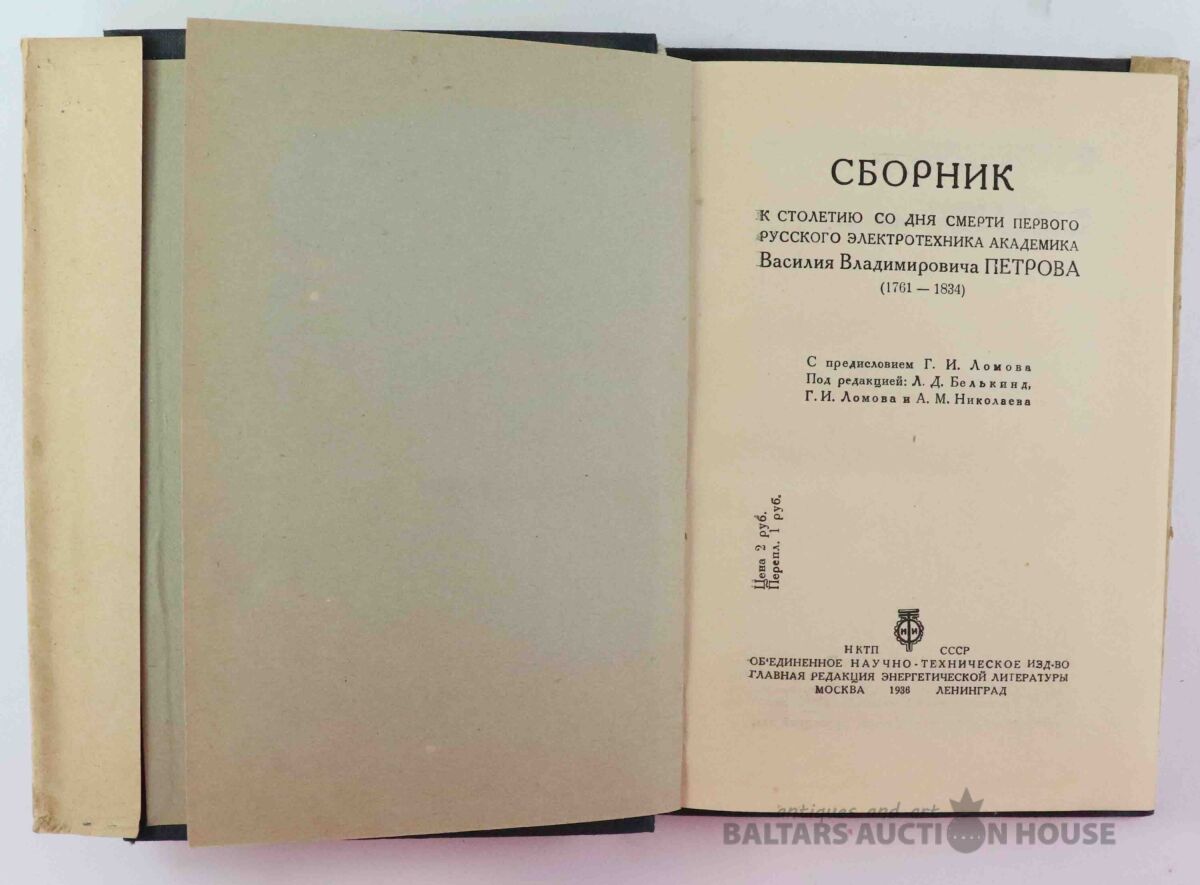 СБОРНИК
К СТОЛЕТИЮ СО ДНЯ СМЕРТИ ПЕРВОГО
РУССКОГО ЭЛЕКТРОТЕХНИКА АКАДЕМИКА
Василия Владимировича ПЕТРОВА
(1761 — 1834)
С предисловием Г. И. Ломова
Под редакцией: Л. Д. Белькинд,
Г. И. Ломова и А. М. Николаева
Цена 2 руб.
Перепл. 1 руб.
НКТП СССР
ОБ'ЕДИНЕННОЕ НАУЧНО-ТЕХНИЧЕСКОЕ ИЗД-ВО
ГЛАВНАЯ РЕДАКЦИЯ ЭНЕРГЕТИЧЕСКОЙ ЛИТЕРАТУРЫ
МОСКВА 1936 ЛЕНИНГРАД
antiques and art
BALTARS AUCTION HOUSE